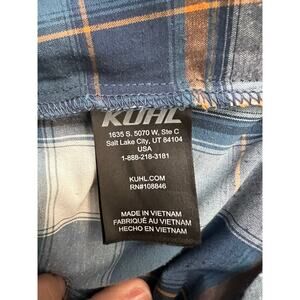 KÜHL
1635 S. 5070 W, Ste C
Salt Lake City, UT 84104
USA
1-888-218-3181
KUHL.COM
RN#108846
MADE IN VIETNAM
FABRIQUÉ AU VIETNAM
HECHO EN VIETNAM